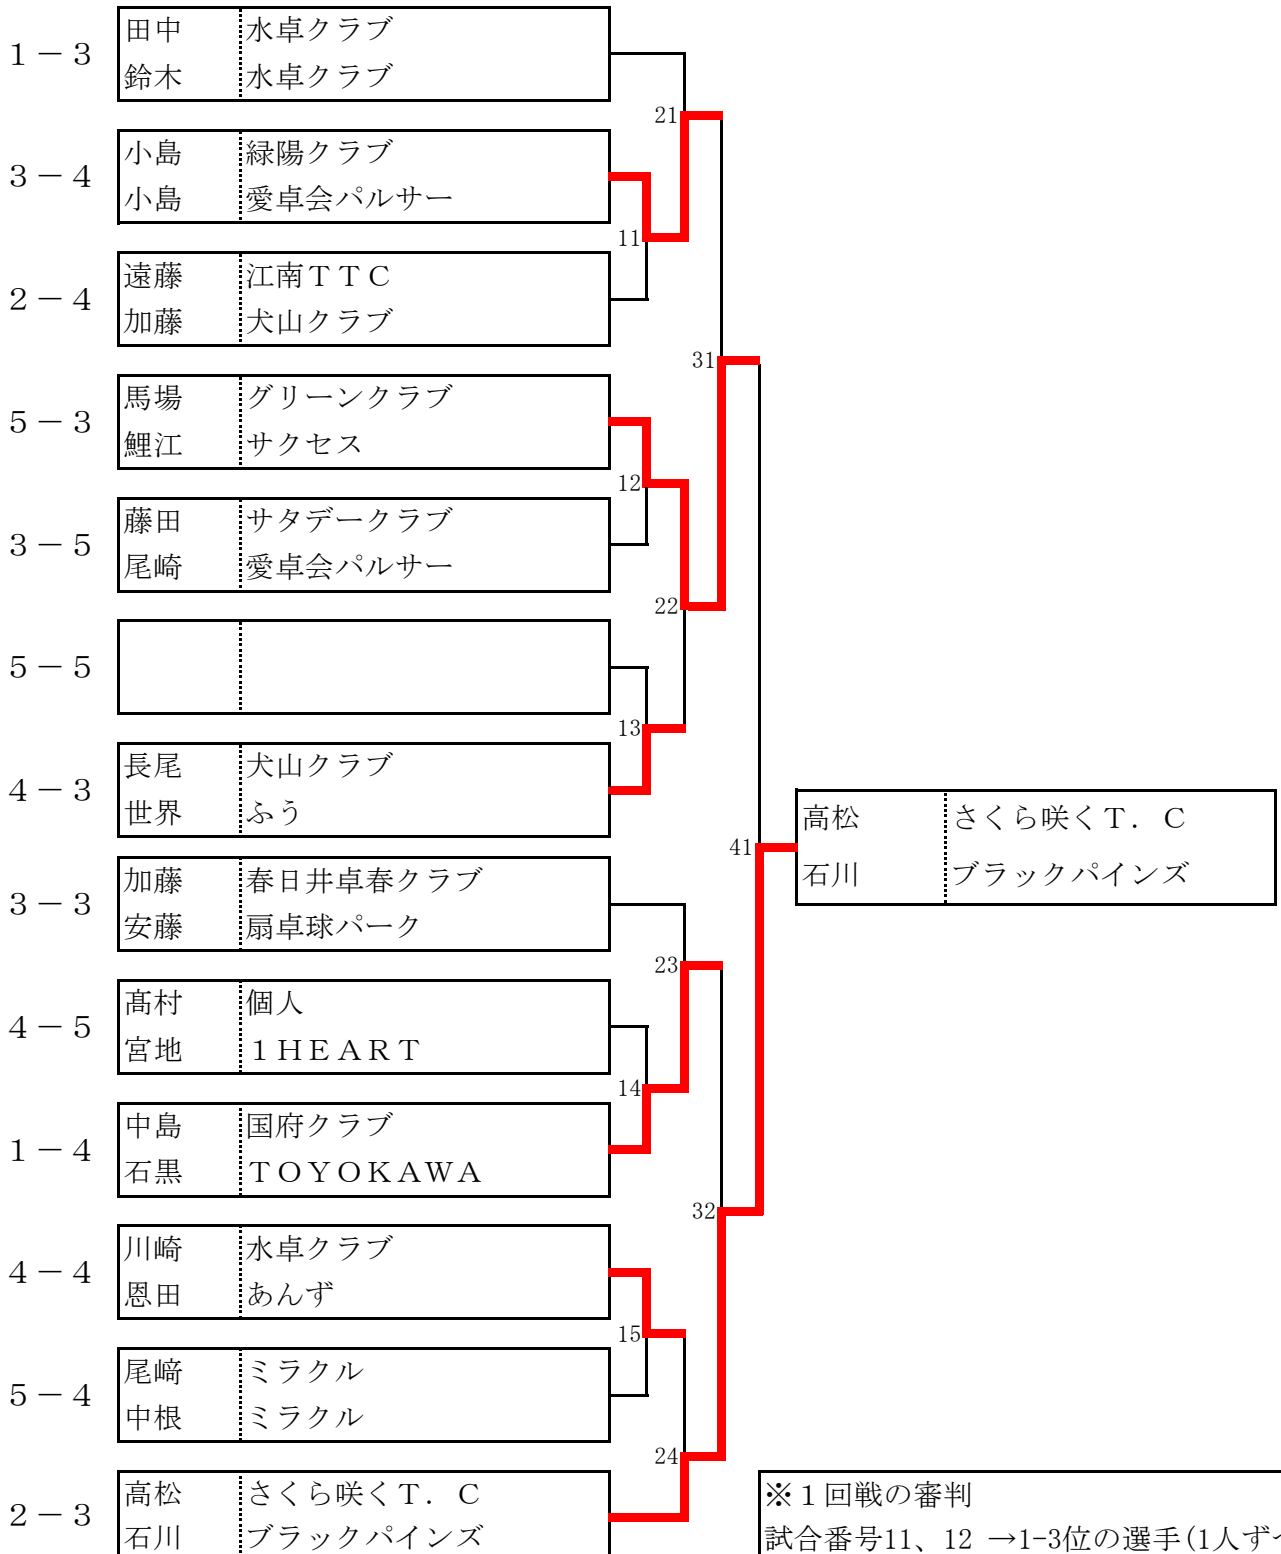 1－3
田中 水卓クラブ
鈴木 水卓クラブ
21
3－4
小島 緑陽クラブ
小島 愛卓会パルサー
11
2－4
遠藤 江南ＴＴＣ
加藤 犬山クラブ
31
5－3
馬場 グリーンクラブ
鯉江 サクセス
12
3－5
藤田 サタデークラブ
尾崎 愛卓会パルサー
22
5－5
13
4－3
長尾 犬山クラブ
世界 ふう
41
高松 さくら咲くＴ．Ｃ
石川 ブラックパインズ
3－3
加藤 春日井卓春クラブ
安藤 扇卓球パーク
23
4－5
髙村 個人
宮地 １ＨＥＡＲＴ
14
1－4
中島 国府クラブ
石黒 ＴＯＹＯＫＡＷＡ
32
4－4
川崎 水卓クラブ
恩田 あんず
15
5－4
尾﨑 ミラクル
中根 ミラクル
24
2－3
高松 さくら咲くＴ．Ｃ
石川 ブラックパインズ
※１回戦の審判
試合番号11、12 →1-3位の選手(1人ずつ